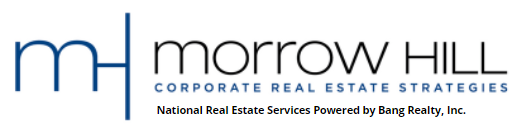 mH MORROW HILL
CORPORATE REAL ESTATE STRATEGIES
National Real Estate Services Powered by Bang Realty, Inc.